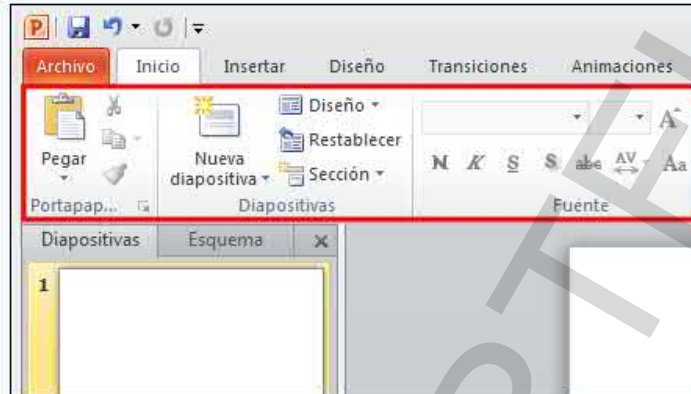 P
Archivo Inicio Insertar Diseño Transiciones Animaciones
Pegar
Nueva diapositiva
Diseño
Restablecer
Sección
N K S S abc AV Aa A
Portapap... Diapositivas Fuente
Diapositivas Esquema
1